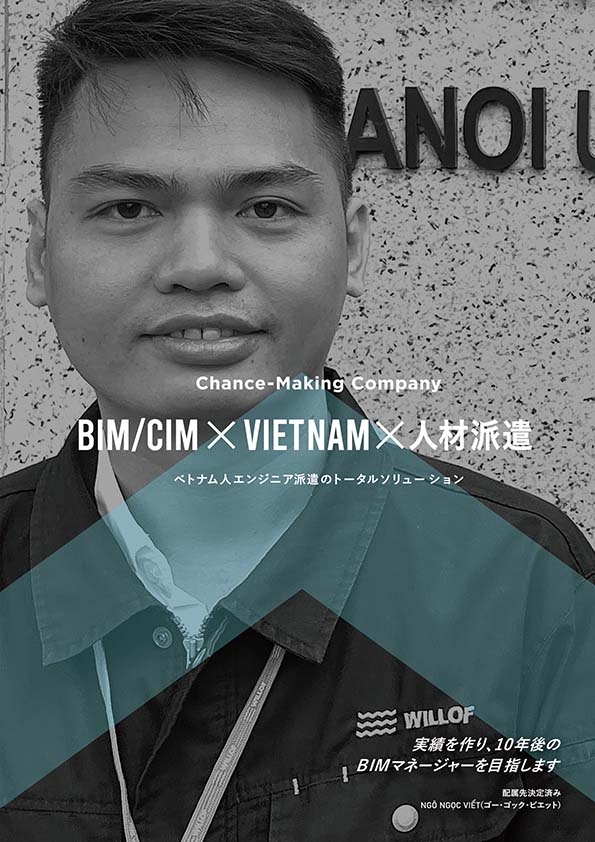 ANOI U
Chance-Making Company
BIM/CIM × VIETNAM × 人材派遣
ベトナム人エンジニア派遣のトータルソリューション
WILLOF
WILLOF
WILLOF
実績を作り、10年後の
BIMマネージャーを目指します
配属先決定済み
NGÔ NGỌC VIẾT(ゴー・ゴック・ビエット)